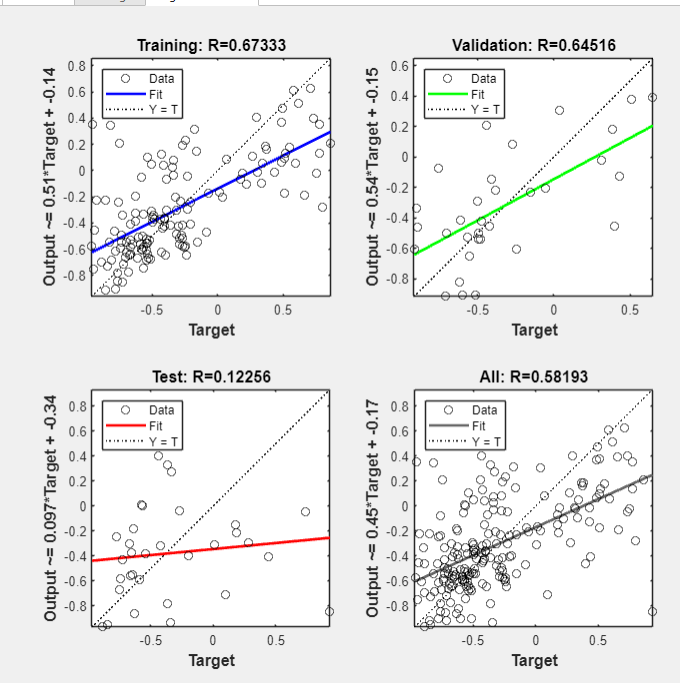 Training: R=0.67333
Output ~= 0.51*Target + -0.14
0.8
0.6
0.4
0.2
0
-0.2
-0.4
-0.6
-0.8
Data
Fit
Y = T
-0.5
0
0.5
Target
Validation: R=0.64516
Output ~= 0.54*Target + -0.15
0.6
0.4
0.2
0
-0.2
-0.4
-0.6
-0.8
Data
Fit
Y = T
-0.5
0
0.5
Target
Test: R=0.12256
Output ~= 0.097*Target + -0.34
0.8
0.6
0.4
0.2
0
-0.2
-0.4
-0.6
-0.8
Data
Fit
Y = T
-0.5
0
0.5
Target
All: R=0.58193
Output ~= 0.45*Target + -0.17
0.8
0.6
0.4
0.2
0
-0.2
-0.4
-0.6
-0.8
Data
Fit
Y = T
-0.5
0
0.5
Target